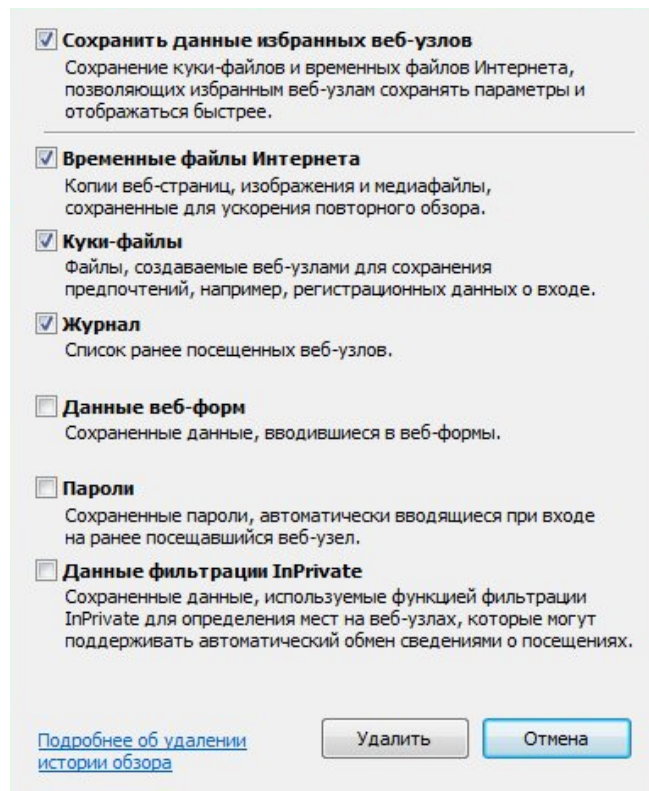 Сохранить данные избранных веб-узлов
Сохранение куки-файлов и временных файлов Интернета,
позволяющих избранным веб-узлам сохранять параметры и
отображаться быстрее.
Временные файлы Интернета
Копии веб-страниц, изображения и медиафайлы,
сохраненные для ускорения повторного обзора.
Куки-файлы
Файлы, создаваемые веб-узлами для сохранения
предпочтений, например, регистрационных данных о входе.
Журнал
Список ранее посещенных веб-узлов.
Данные веб-форм
Сохраненные данные, вводившиеся в веб-формы.
Пароли
Сохраненные пароли, автоматически вводящиеся при входе
на ранее посещавшийся веб-узел.
Данные фильтрации InPrivate
Сохраненные данные, используемые функцией фильтрации
InPrivate для определения мест на веб-узлах, которые могут
поддерживать автоматический обмен сведениями о посещениях.
Подробнее об удалении
истории обзора
Удалить
Отмена